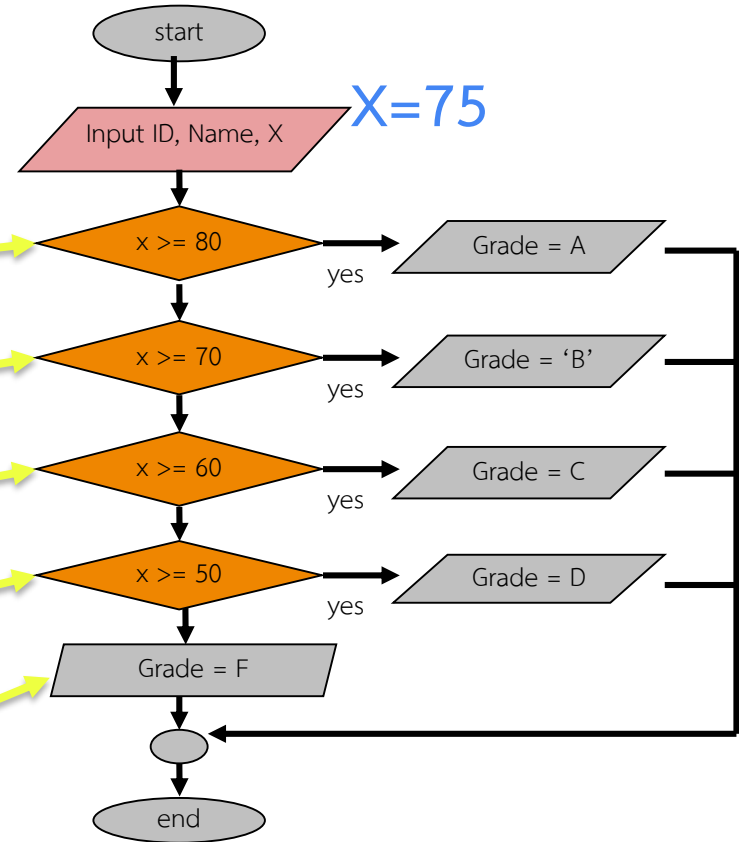 start
Input ID, Name, X
X=75
x >= 80
yes
Grade = A
x >= 70
yes
Grade = ‘B’
x >= 60
yes
Grade = C
x >= 50
yes
Grade = D
Grade = F
end